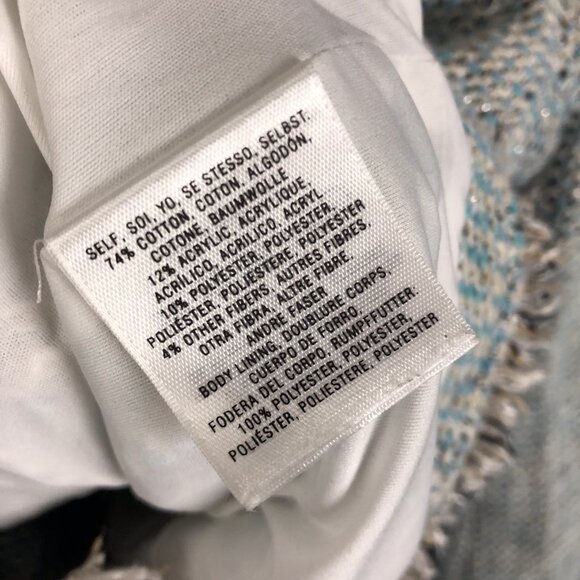 SELF, SOI, YO, SE STESSO, SELBST:
74% COTTON, COTON, ALGODÓN,
COTONE, BAUMWOLLE
12% ACRYLIC, ACRYLIQUE,
ACRILICO, ACRILICO, ACRYL
10% POLYESTER, POLYESTER,
POLIÉSTER, POLIESTERE, POLYESTER
4% OTHER FIBERS, AUTRES FIBRES,
OTRA FIBRA, ALTRE FIBRE,
ANDRE FASER
BODY LINING, DOUBLURE CORPS,
CUERPO DE FORRO,
FODERA DEL CORPO, RUMPFFUTTER:
100% POLYESTER, POLYESTER,
POLIÉSTER, POLIESTERE, POLYESTER